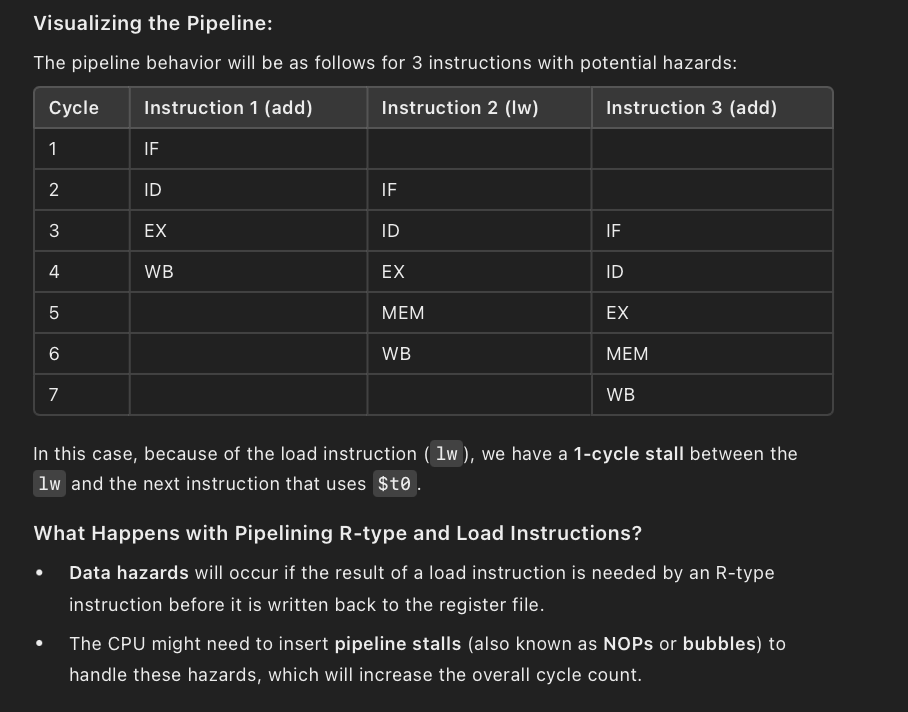 Visualizing the Pipeline:
The pipeline behavior will be as follows for 3 instructions with potential hazards:
Cycle Instruction 1 (add) Instruction 2 (lw) Instruction 3 (add)
1 IF
2 ID IF
3 EX ID IF
4 WB EX ID
5 MEM EX
6 WB MEM
7 WB
In this case, because of the load instruction (lw), we have a 1-cycle stall between the
lw and the next instruction that uses $t0.
What Happens with Pipelining R-type and Load Instructions?
• Data hazards will occur if the result of a load instruction is needed by an R-type
instruction before it is written back to the register file.
• The CPU might need to insert pipeline stalls (also known as NOPs or bubbles) to
handle these hazards, which will increase the overall cycle count.